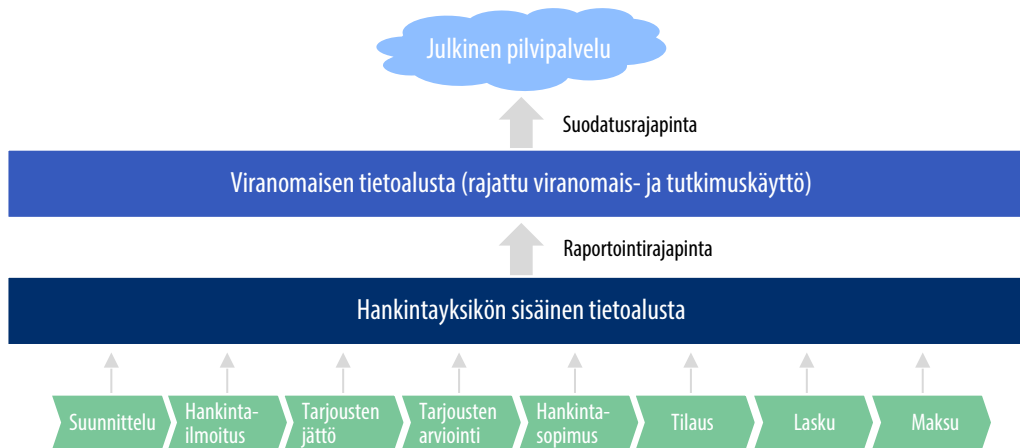 Julkinen pilvipalvelu
Suodatusrajapinta
Viranomaisen tietoalusta (rajattu viranomais- ja tutkimuskäyttö)
Raportointirajapinta
Hankintayksikön sisäinen tietoalusta
Suunnittelu
Hankinta-
ilmoitus
Tarjousten
jättö
Tarjousten
arviointi
Hankinta-
sopimus
Tilaus
Lasku
Maksu